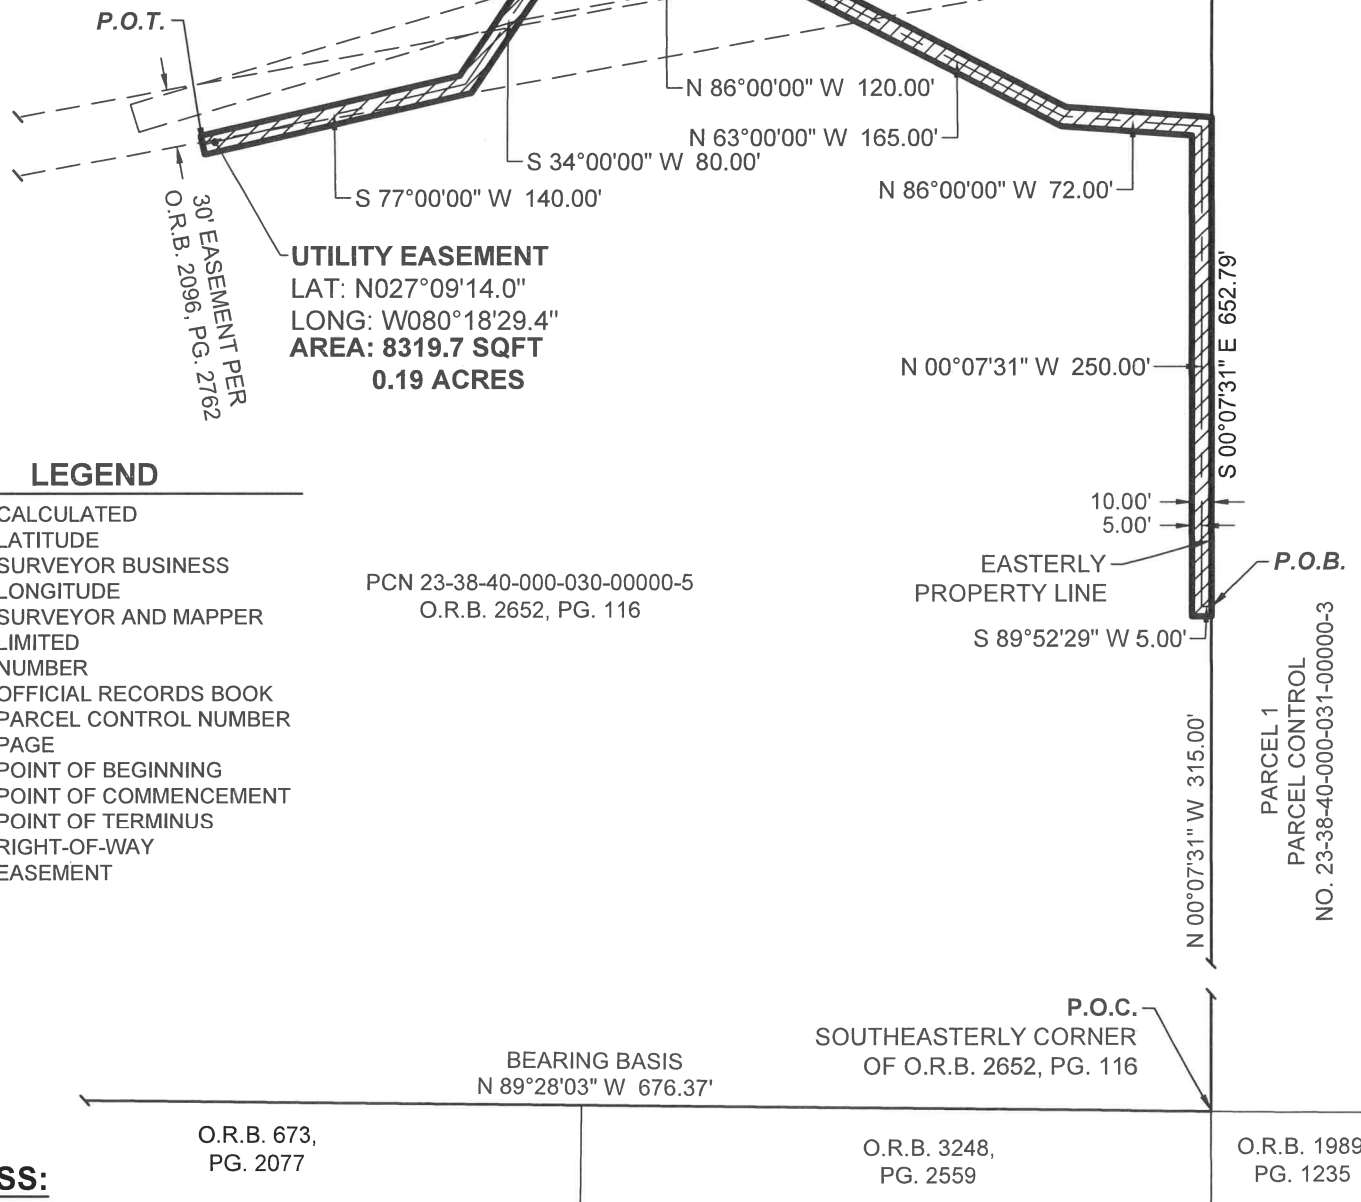 P.O.T.
N 86°00'00" W 120.00'
N 63°00'00" W 165.00'
S 34°00'00" W 80.00'
S 77°00'00" W 140.00'
N 86°00'00" W 72.00'
30' EASEMENT PER
O.R.B. 2096, PG. 2762
UTILITY EASEMENT
LAT: N027°09'14.0"
LONG: W080°18'29.4"
AREA: 8319.7 SQFT
0.19 ACRES
S 00°07'31" E 652.79'
N 00°07'31" W 250.00'
LEGEND
CALCULATED
LATITUDE
SURVEYOR BUSINESS
LONGITUDE
SURVEYOR AND MAPPER
LIMITED
NUMBER
OFFICIAL RECORDS BOOK
PARCEL CONTROL NUMBER
PAGE
POINT OF BEGINNING
POINT OF COMMENCEMENT
POINT OF TERMINUS
RIGHT-OF-WAY
EASEMENT
PCN 23-38-40-000-030-00000-5
O.R.B. 2652, PG. 116
10.00'
5.00'
EASTERLY
PROPERTY LINE
P.O.B.
S 89°52'29" W 5.00'
N 00°07'31" W 315.00'
PARCEL 1
PARCEL CONTROL
NO. 23-38-40-000-031-00000-3
P.O.C.
SOUTHEASTERLY CORNER
OF O.R.B. 2652, PG. 116
BEARING BASIS
N 89°28'03" W 676.37'
O.R.B. 673,
PG. 2077
O.R.B. 3248,
PG. 2559
O.R.B. 1989
PG. 1235
SS: